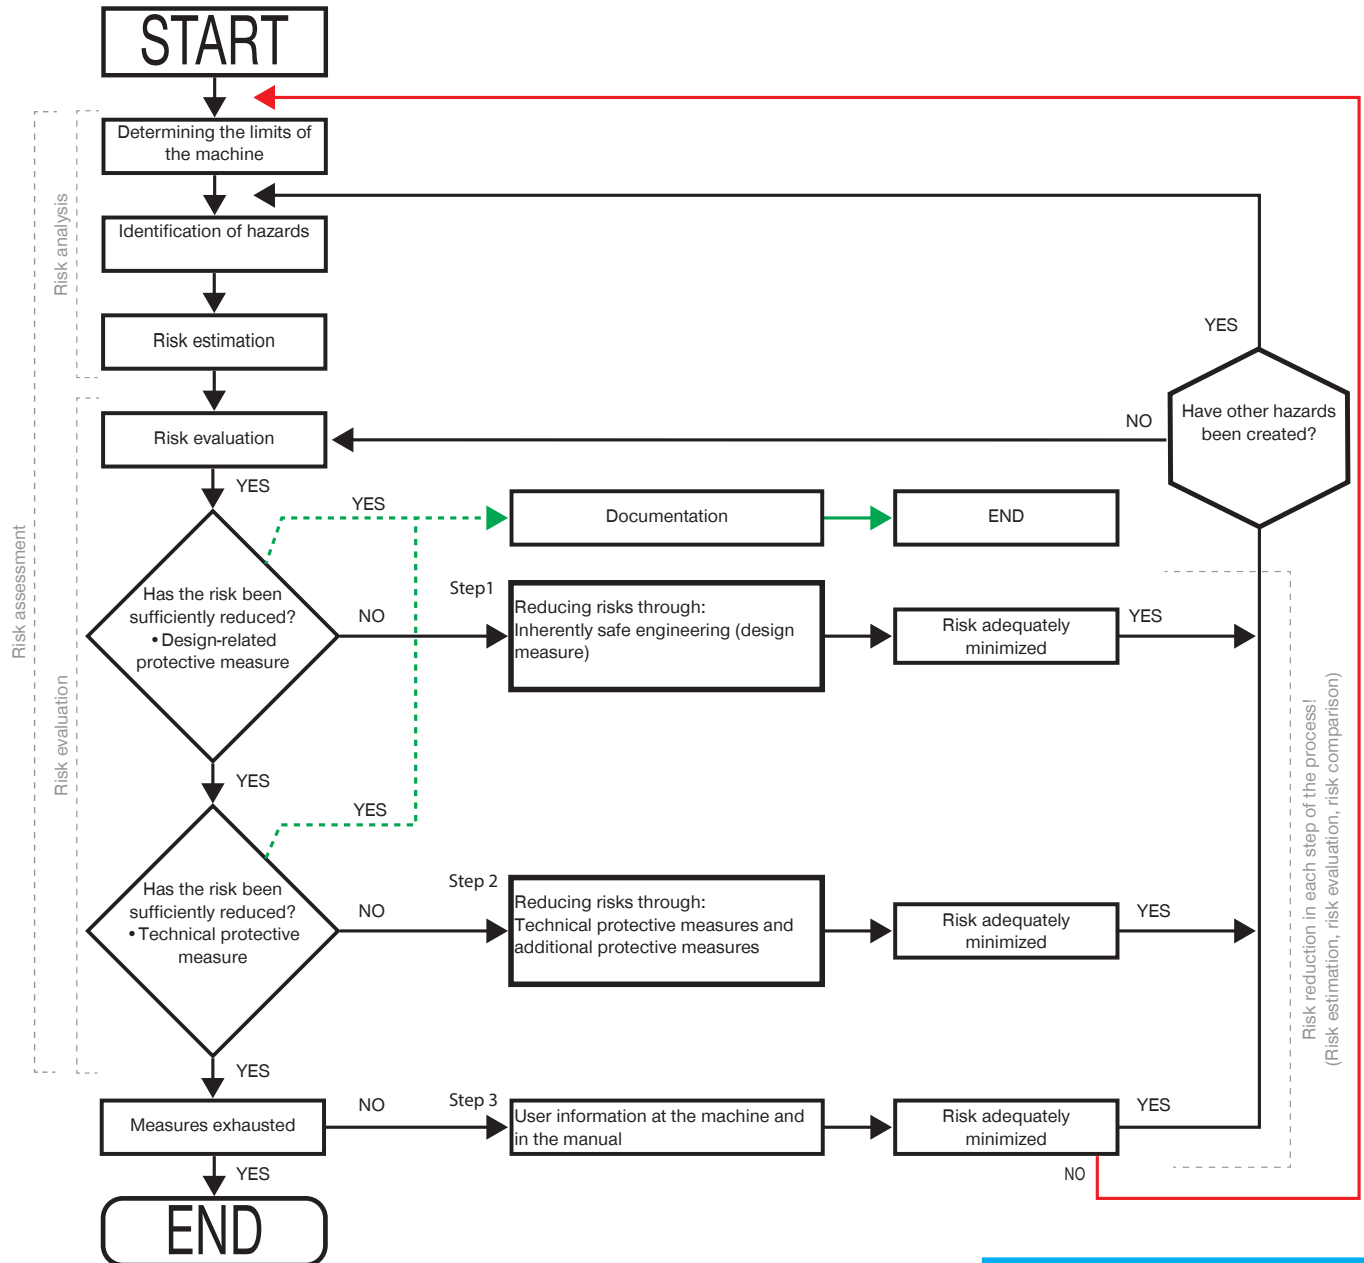 START
Determining the limits of
the machine
Identification of hazards
Risk estimation
Risk analysis
YES
Have other hazards
been created?
NO
Risk evaluation
YES
YES
Documentation
END
Has the risk been
sufficiently reduced?
• Design-related
protective measure
NO
Step1
Reducing risks through:
Inherently safe engineering (design
measure)
Risk adequately
minimized
YES
Risk assessment
Risk evaluation
YES
YES
Has the risk been
sufficiently reduced?
• Technical protective
measure
NO
Step 2
Reducing risks through:
Technical protective measures and
additional protective measures
Risk adequately
minimized
YES
Risk reduction in each step of the process!
(Risk estimation, risk evaluation, risk comparison)
YES
Measures exhausted
NO
Step 3
User information at the machine and
in the manual
Risk adequately
minimized
YES
NO
YES
END